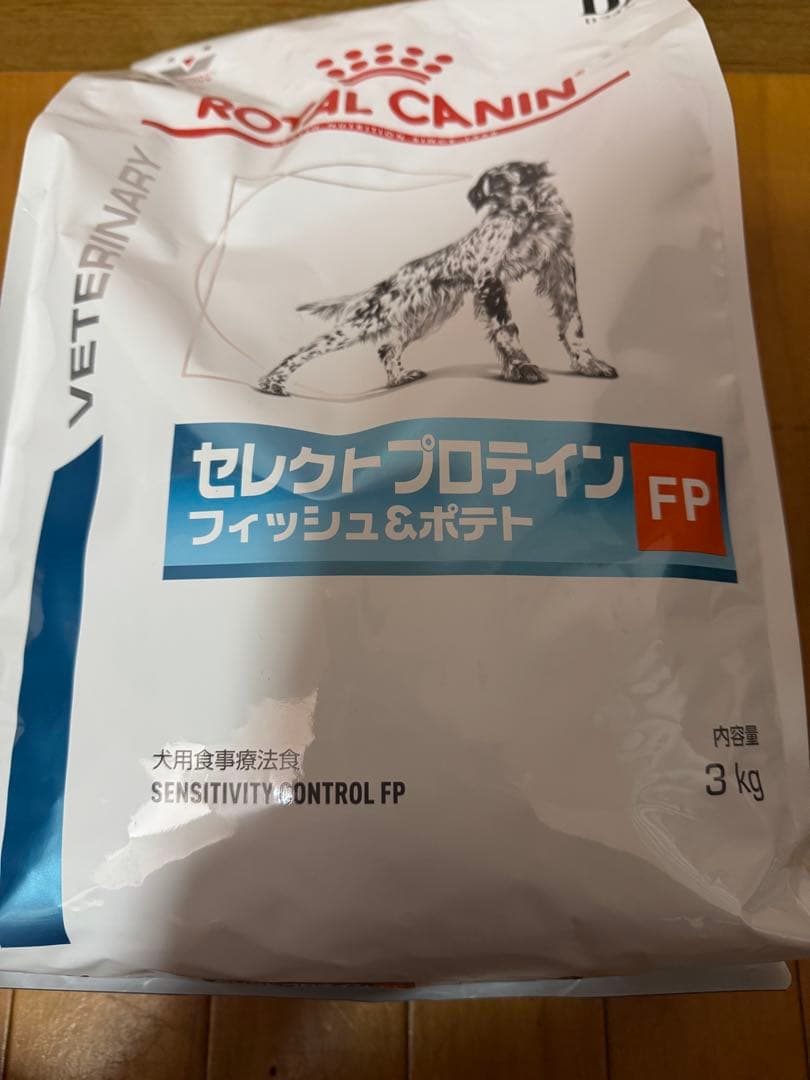 ROYAL CANIN
VETERINARY
セレクトプロテイン
フィッシュ&ポテト
FP
犬用食事療法食
SENSITIVITY CONTROL FP
内容量
3 kg